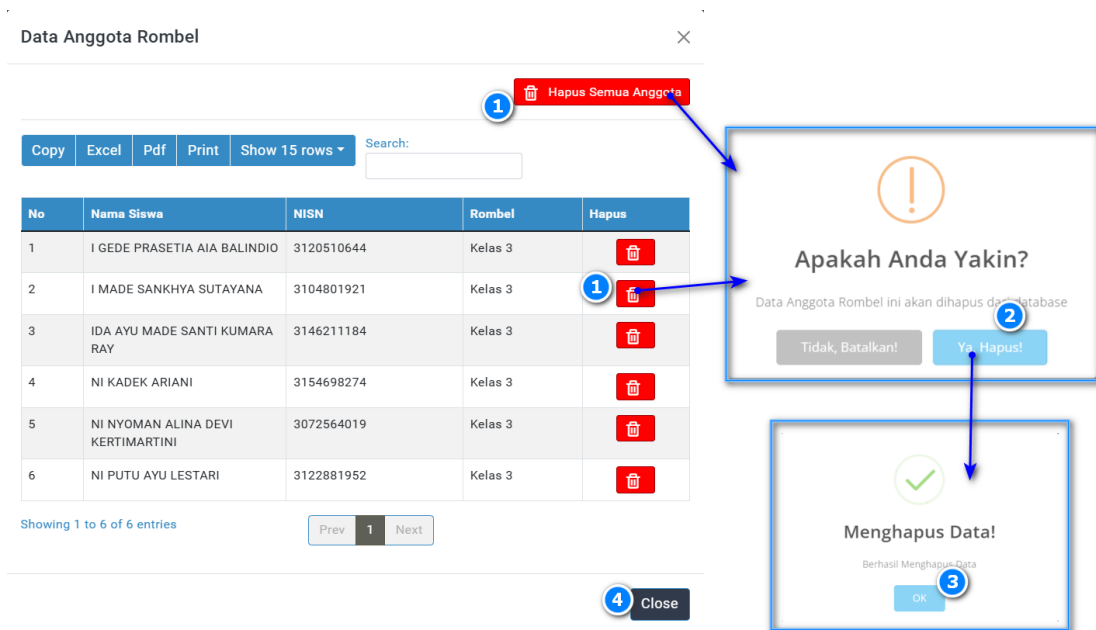 Data Anggota Rombel
1
Hapus Semua Anggota
Copy Excel Pdf Print Show 15 rows
Search:
No Nama Siswa NISN Rombel Hapus
1 I GEDE PRASETIA AIA BALINDIO 3120510644 Kelas 3
2 I MADE SANKHYA SUTAYANA 3104801921 Kelas 3 1
3 IDA AYU MADE SANTI KUMARA 3146211184 Kelas 3
RAY
4 NI KADEK ARIANI 3154698274 Kelas 3
5 NI NYOMAN ALINA DEVI 3072564019 Kelas 3
KERTIMARTINI
6 NI PUTU AYU LESTARI 3122881952 Kelas 3
Showing 1 to 6 of 6 entries
Prev 1 Next
4 Close
Apakah Anda Yakin?
Data Anggota Rombel ini akan dihapus dari database
2
Tidak, Batalkan! Ya, Hapus!
Menghapus Data!
Berhasil Menghapus Data
3
OK